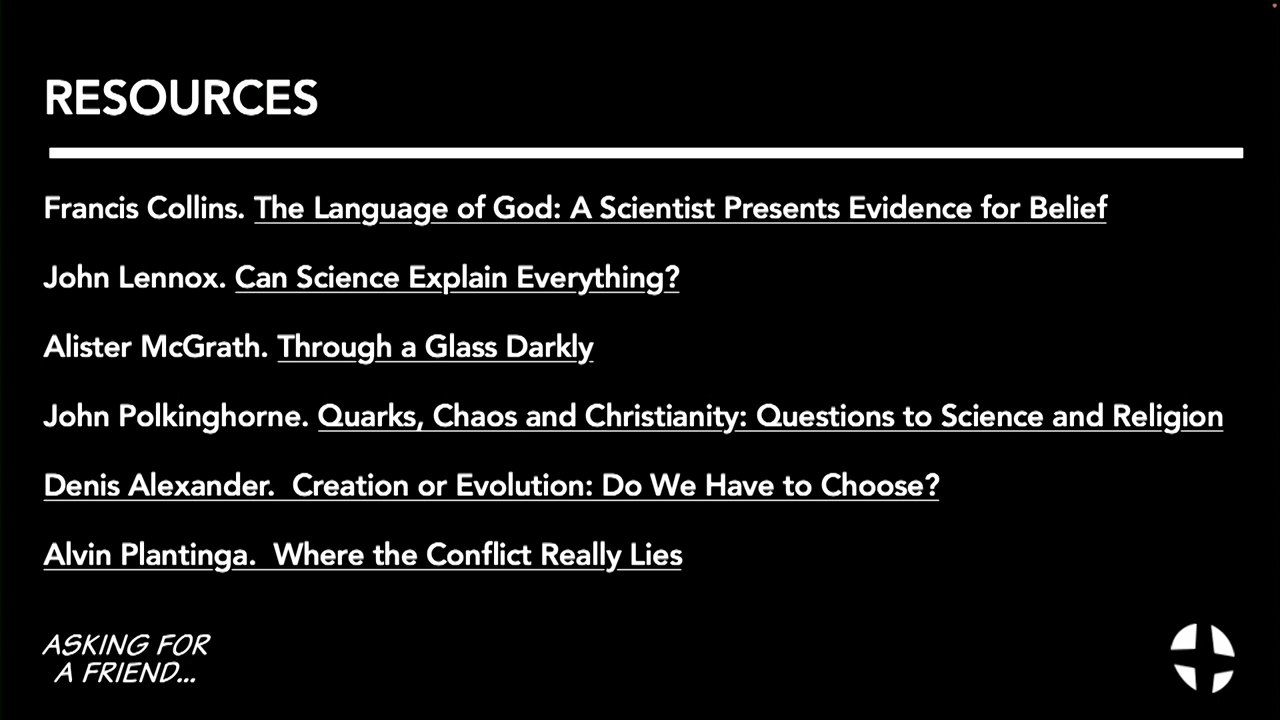 RESOURCES
Francis Collins. The Language of God: A Scientist Presents Evidence for Belief
John Lennox. Can Science Explain Everything?
Alister McGrath. Through a Glass Darkly
John Polkinghorne. Quarks, Chaos and Christianity: Questions to Science and Religion
Denis Alexander.  Creation or Evolution: Do We Have to Choose?
Alvin Plantinga.  Where the Conflict Really Lies
ASKING FOR
A FRIEND...